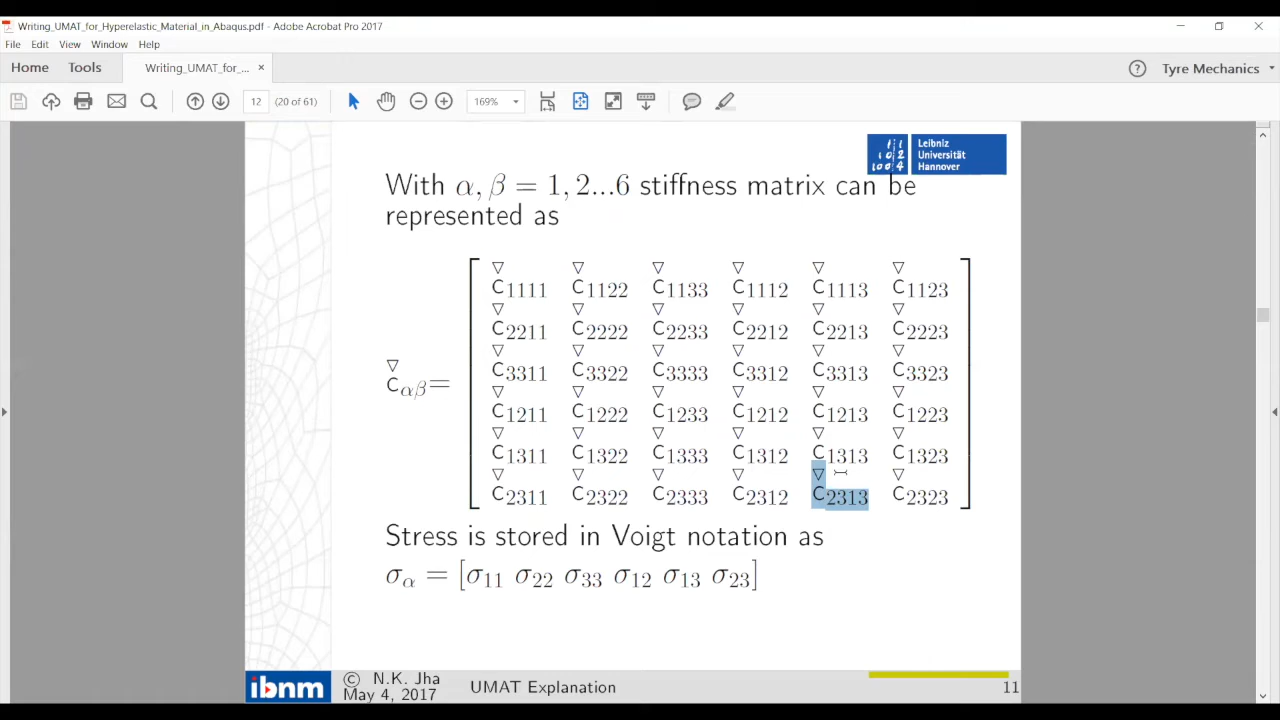 Writing_UMAT_for_Hyperelastic_Material_in_Abaqus.pdf - Adobe Acrobat Pro 2017
File Edit View Window Help
Home Tools Writing_UMAT_for_... × Tyre Mechanics
12 (20 of 61) 169%
Leibniz
Universität
Hannover
With α, β = 1, 2...6 stiffness matrix can be
represented as
▽ ▽ ▽ ▽ ▽ ▽
C1111 C1122 C1133 C1112 C1113 C1123
▽ ▽ ▽ ▽ ▽ ▽
C2211 C2222 C2233 C2212 C2213 C2223
▽ ▽ ▽ ▽ ▽ ▽
C3311 C3322 C3333 C3312 C3313 C3323
▽
Cαβ=
▽ ▽ ▽ ▽ ▽ ▽
C1211 C1222 C1233 C1212 C1213 C1223
▽ ▽ ▽ ▽ ▽ ▽
C1311 C1322 C1333 C1312 C1313 C1323
▽ ▽ ▽ ▽ ▽ ▽
C2311 C2322 C2333 C2312 C2313 C2323
Stress is stored in Voigt notation as
σα = [σ11 σ22 σ33 σ12 σ13 σ23]
ibnm
© N.K. Jha
May 4, 2017
UMAT Explanation
11